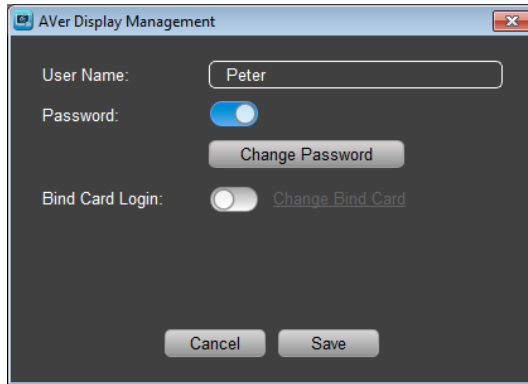 AVer Display Management
User Name: Peter
Password:
Change Password
Bind Card Login: Change Bind Card
Cancel Save